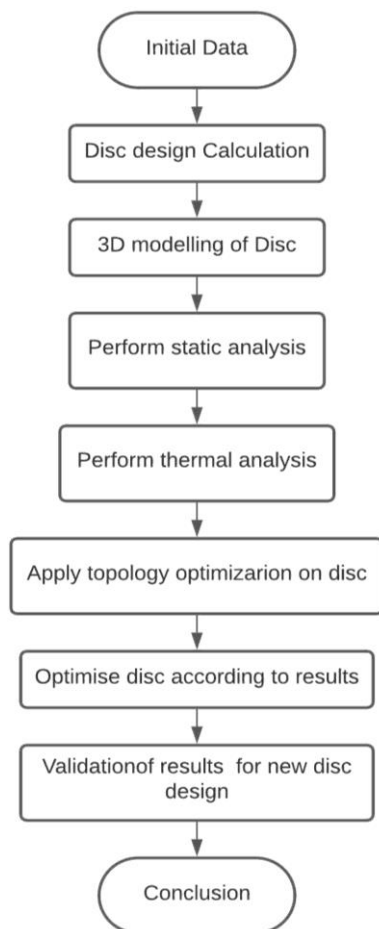 Initial Data
Disc design Calculation
3D modelling of Disc
Perform static analysis
Perform thermal analysis
Apply topology optimizarion on disc
Optimise disc according to results
Validationof results for new disc
design
Conclusion